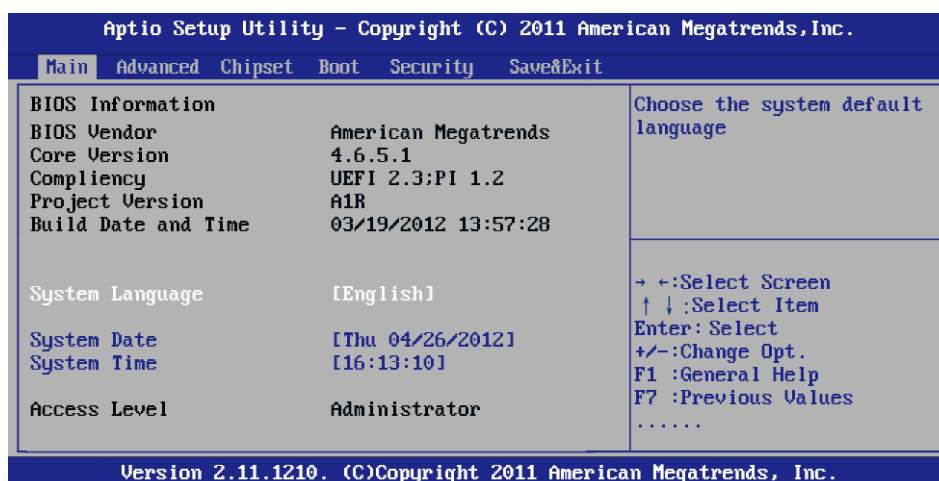 Aptio Setup Utility - Copyright (C) 2011 American Megatrends,Inc.
Main Advanced Chipset Boot Security Save&Exit
BIOS Information
BIOS Vendor American Megatrends
Core Version 4.6.5.1
Compliency UEFI 2.3;PI 1.2
Project Version A1R
Build Date and Time 03/19/2012 13:57:28
System Language [English]
System Date [Thu 04/26/2012]
System Time [16:13:10]
Access Level Administrator
Choose the system default
language
→ ←:Select Screen
↑ ↓:Select Item
Enter: Select
+/-:Change Opt.
F1 :General Help
F7 :Previous Values
......
Version 2.11.1210. (C)Copyright 2011 American Megatrends, Inc.